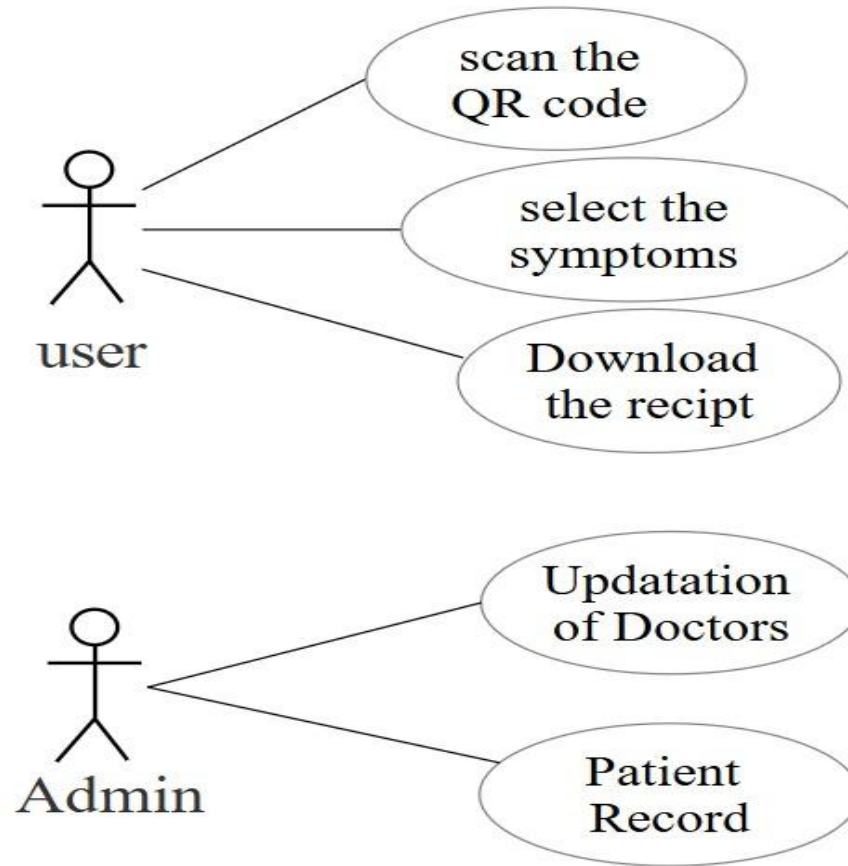 scan the
QR code
select the
symptoms
Download
the recipt
user
Updatation
of Doctors
Patient
Record
Admin